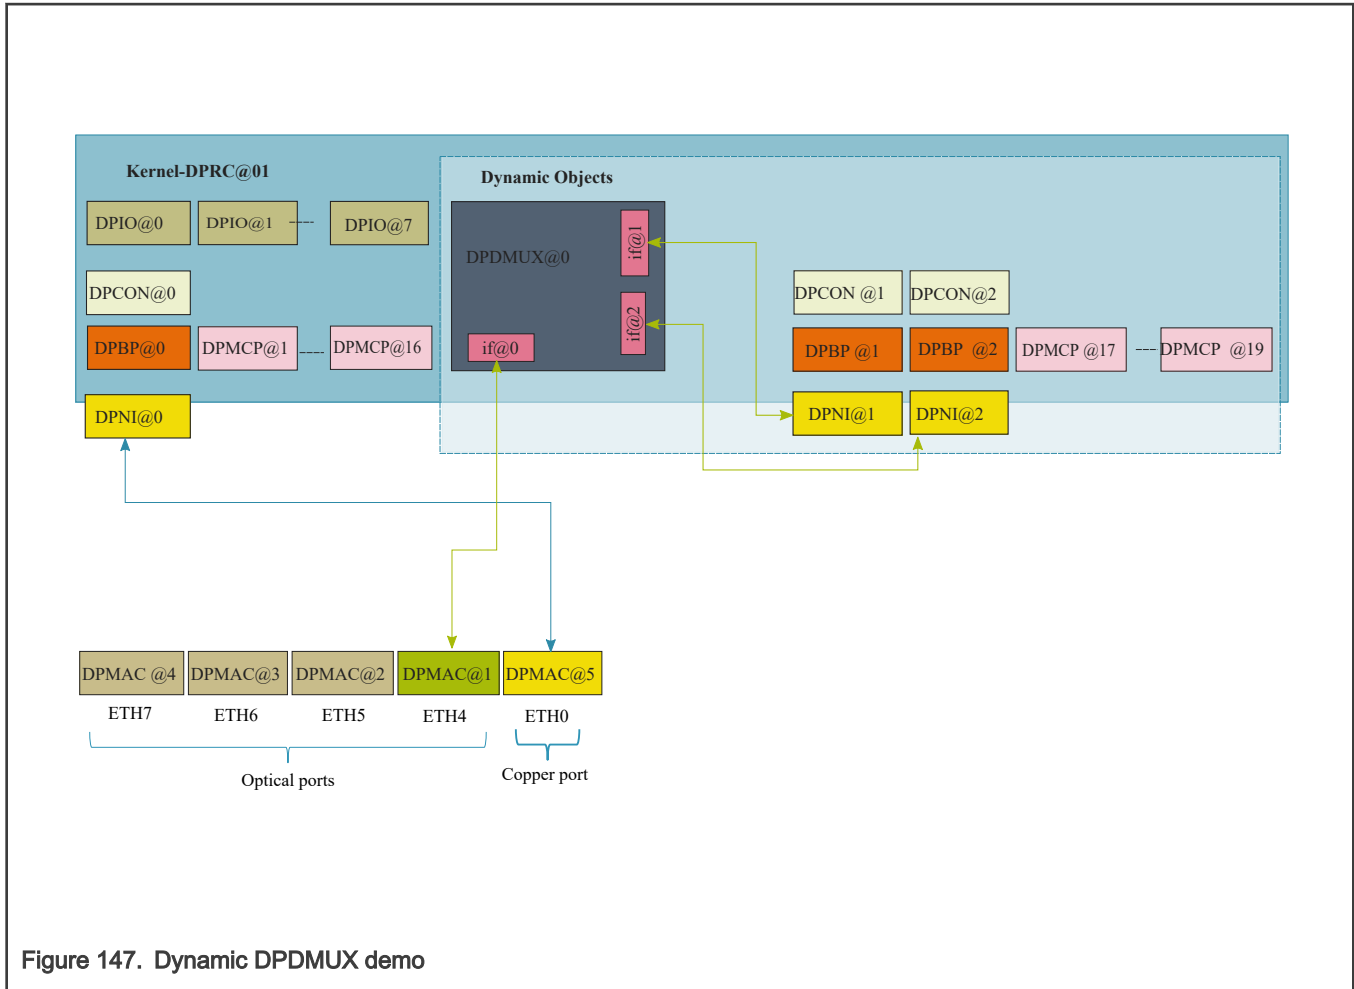 Kernel-DPRC@01
Dynamic Objects
DPIO@0
DPIO@1
DPIO@7
DPDMUX@0
if@1
if@2
if@0
DPCON@0
DPCON @1
DPCON@2
DPBP@0
DPMCP@1
DPMCP@16
DPBP @1
DPBP @2
DPMCP @17
DPMCP @19
DPNI@0
DPNI@1
DPNI@2
DPMAC @4
DPMAC@3
DPMAC@2
DPMAC@1
DPMAC@5
ETH7
ETH6
ETH5
ETH4
ETH0
Optical ports
Copper port
Figure 147. Dynamic DPDMUX demo